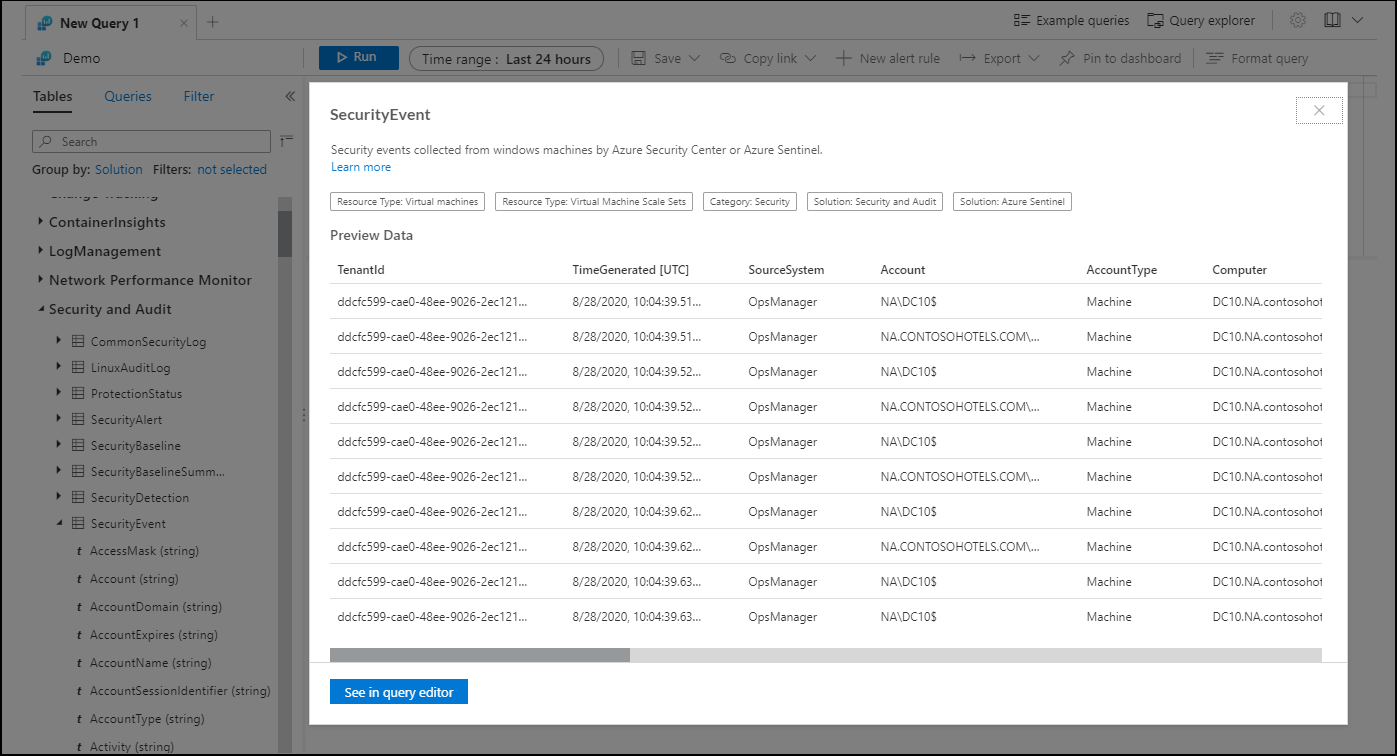 New Query 1
Example queries
Query explorer
Demo
Run
Time range : Last 24 hours
Save
Copy link
New alert rule
Export
Pin to dashboard
Format query
Tables
Queries
Filter
Search
Group by: Solution Filters: not selected
Change Tracking
ContainerInsights
LogManagement
Network Performance Monitor
Security and Audit
CommonSecurityLog
LinuxAuditLog
ProtectionStatus
SecurityAlert
SecurityBaseline
SecurityBaselineSumm...
SecurityDetection
SecurityEvent
t AccessMask (string)
t Account (string)
t AccountDomain (string)
t AccountExpires (string)
t AccountName (string)
t AccountSessionIdentifier (string)
t AccountType (string)
t Activity (string)
SecurityEvent
Security events collected from windows machines by Azure Security Center or Azure Sentinel.
Learn more
Resource Type: Virtual machines
Resource Type: Virtual Machine Scale Sets
Category: Security
Solution: Security and Audit
Solution: Azure Sentinel
Preview Data
TenantId TimeGenerated [UTC] SourceSystem Account AccountType Computer
ddcfc599-cae0-48ee-9026-2ec121... 8/28/2020, 10:04:39.51... OpsManager NA\DC10$ Machine DC10.NA.contosohot
ddcfc599-cae0-48ee-9026-2ec121... 8/28/2020, 10:04:39.51... OpsManager NA.CONTOSOHOTELS.COM\... Machine DC10.NA.contosohot
ddcfc599-cae0-48ee-9026-2ec121... 8/28/2020, 10:04:39.52... OpsManager NA\DC10$ Machine DC10.NA.contosohot
ddcfc599-cae0-48ee-9026-2ec121... 8/28/2020, 10:04:39.52... OpsManager NA.CONTOSOHOTELS.COM\... Machine DC10.NA.contosohot
ddcfc599-cae0-48ee-9026-2ec121... 8/28/2020, 10:04:39.52... OpsManager NA\DC10$ Machine DC10.NA.contosohot
ddcfc599-cae0-48ee-9026-2ec121... 8/28/2020, 10:04:39.52... OpsManager NA.CONTOSOHOTELS.COM\... Machine DC10.NA.contosohot
ddcfc599-cae0-48ee-9026-2ec121... 8/28/2020, 10:04:39.62... OpsManager NA\DC10$ Machine DC10.NA.contosohot
ddcfc599-cae0-48ee-9026-2ec121... 8/28/2020, 10:04:39.62... OpsManager NA.CONTOSOHOTELS.COM\... Machine DC10.NA.contosohot
ddcfc599-cae0-48ee-9026-2ec121... 8/28/2020, 10:04:39.63... OpsManager NA\DC10$ Machine DC10.NA.contosohot
ddcfc599-cae0-48ee-9026-2ec121... 8/28/2020, 10:04:39.63... OpsManager NA\DC10$ Machine DC10.NA.contosohot
See in query editor